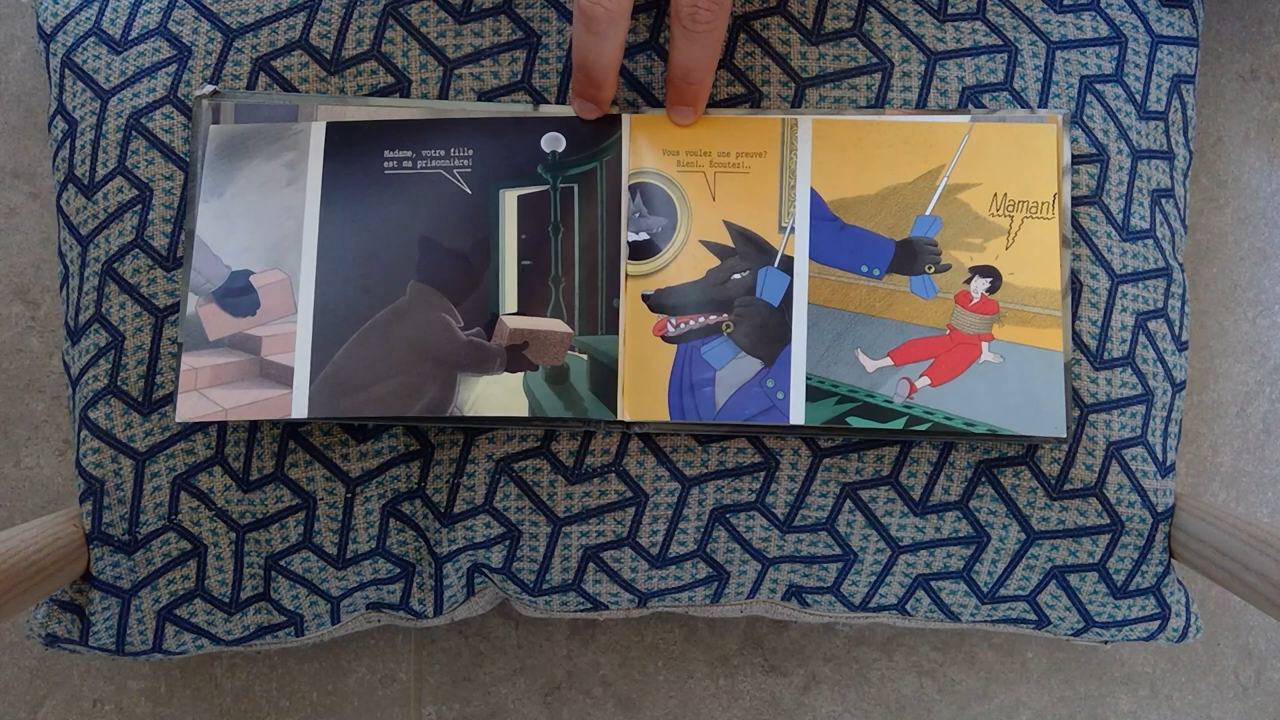 Madame, votre fille
est ma prisonnière!
Vous voulez une preuve?
Bien!.. Écoutez!..
Maman!